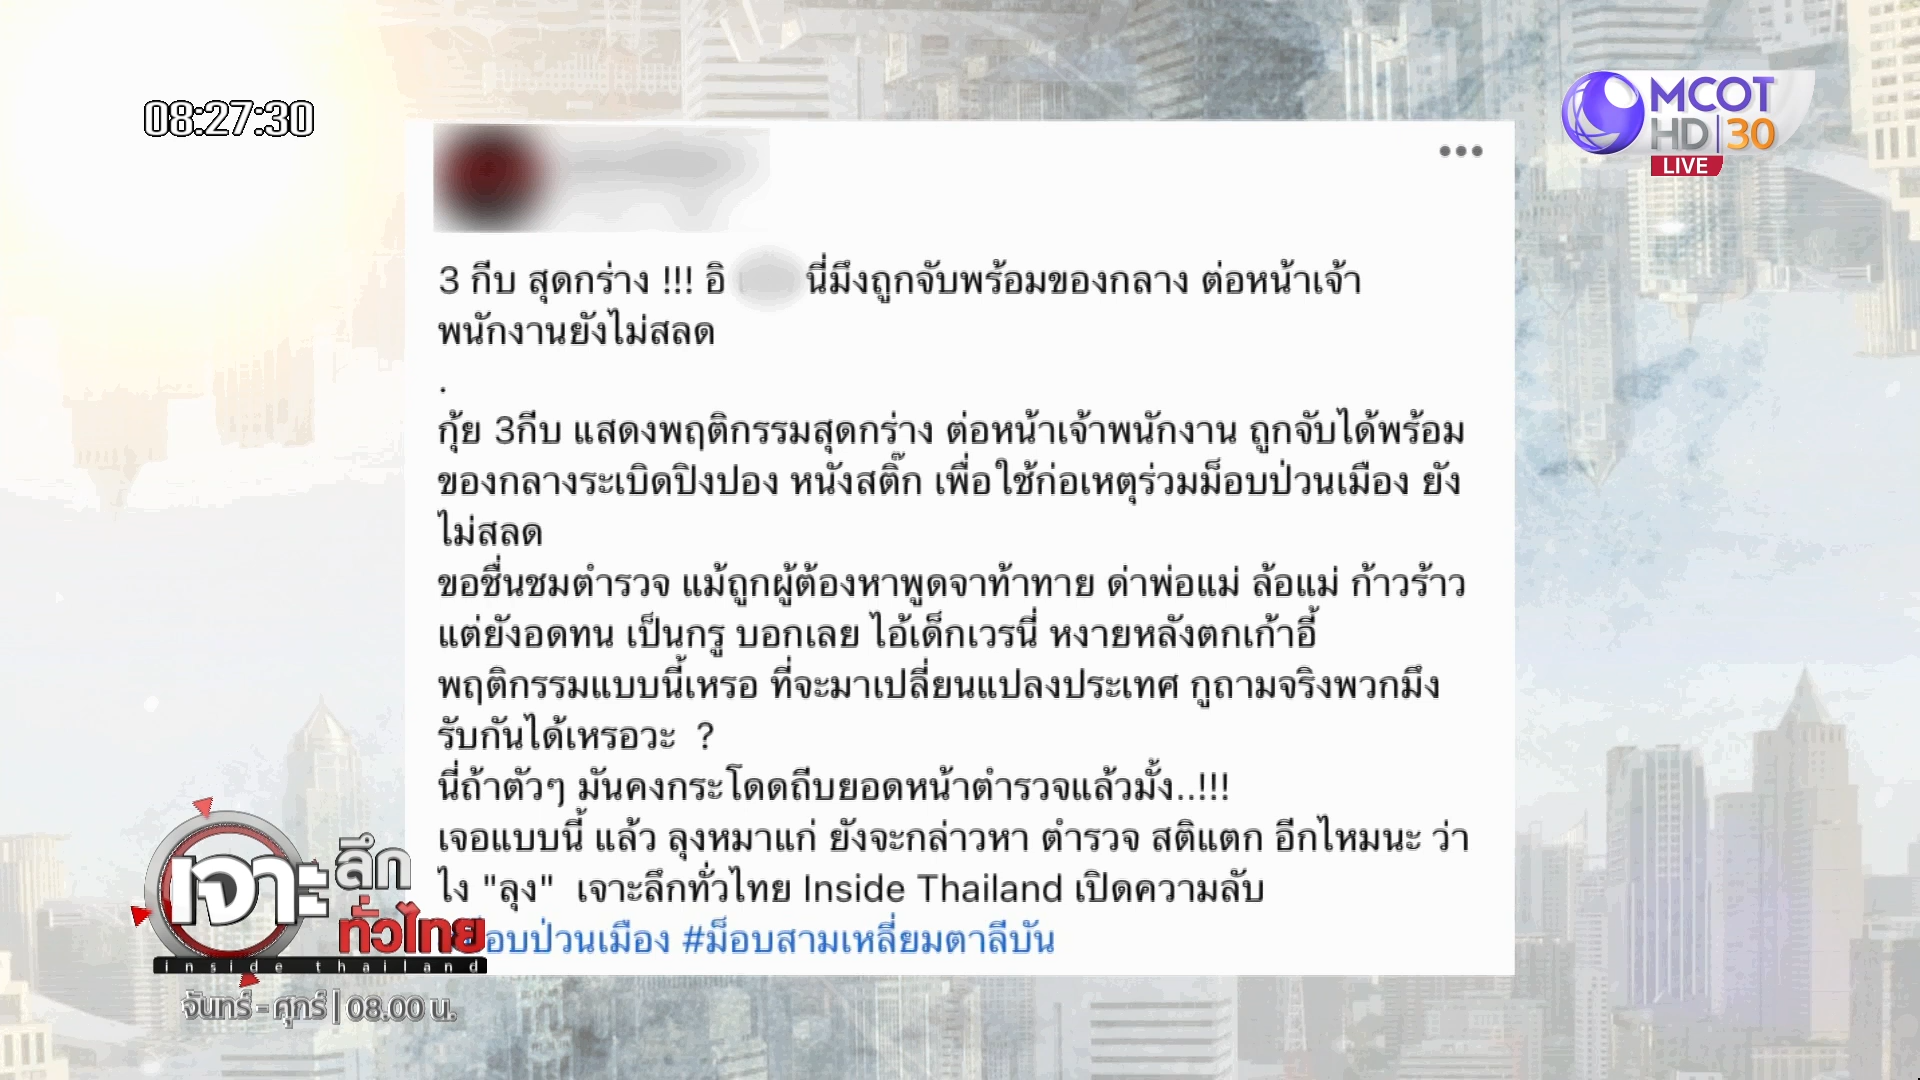 08:27:30
MCOT
HD 30
LIVE
3 กีบ สุดกร่าง !!! อิ นี่มึงถูกจับพร้อมของกลาง ต่อหน้าเจ้า
พนักงานยังไม่สลด
.
กุ้ย 3กีบ แสดงพฤติกรรมสุดกร่าง ต่อหน้าเจ้าพนักงาน ถูกจับได้พร้อม
ของกลางระเบิดปิงปอง หนังสติ๊ก เพื่อใช้ก่อเหตุร่วมม็อบป่วนเมือง ยัง
ไม่สลด
ขอชื่นชมตำรวจ แม้ถูกผู้ต้องหาพูดจาท้าทาย ด่าพ่อแม่ ล้อแม่ ก้าวร้าว
แต่ยังอดทน เป็นกรู บอกเลย ไอ้เด็กเวรนี่ หงายหลังตกเก้าอี้
พฤติกรรมแบบนี้เหรอ ที่จะมาเปลี่ยนแปลงประเทศ กูถามจริงพวกมึง
รับกันได้เหรอวะ ?
นี่ถ้าตัวๆ มันคงกระโดดถีบยอดหน้าตำรวจแล้วมั้ง..!!!
เจอแบบนี้ แล้ว ลุงหมาแก่ ยังจะกล่าวหา ตำรวจ สติแตก อีกไหมนะ ว่า
ไง "ลุง" เจาะลึกทั่วไทย Inside Thailand เปิดความลับ
อบป่วนเมือง #ม็อบสามเหลี่ยมตาลีบัน
เจาะลึก
ทั่วไทย
inside thailand
จันทร์ - ศุกร์ | 08.00 น.